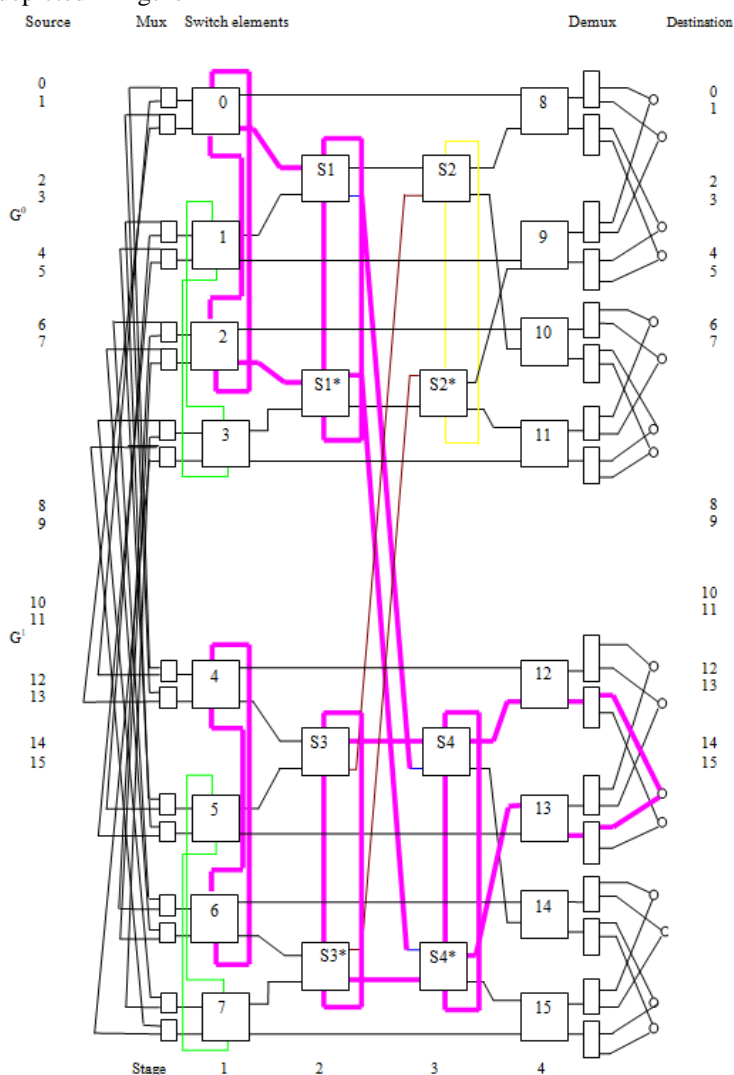 Source Mux Switch elements Demux Destination
0 0 8 0
1 1
S1 S2
2 2
3 3
G⁰ 1 9
4 4
5 5
6 2 10 6
7 7
S1* S2*
3 11
8 8
9 9
10 10
11 11
G¹
12 4 12 12
13 13
14 S3 S4 14
15 15
5 13
6 14
S3* S4*
7 15
Stage 1 2 3 4